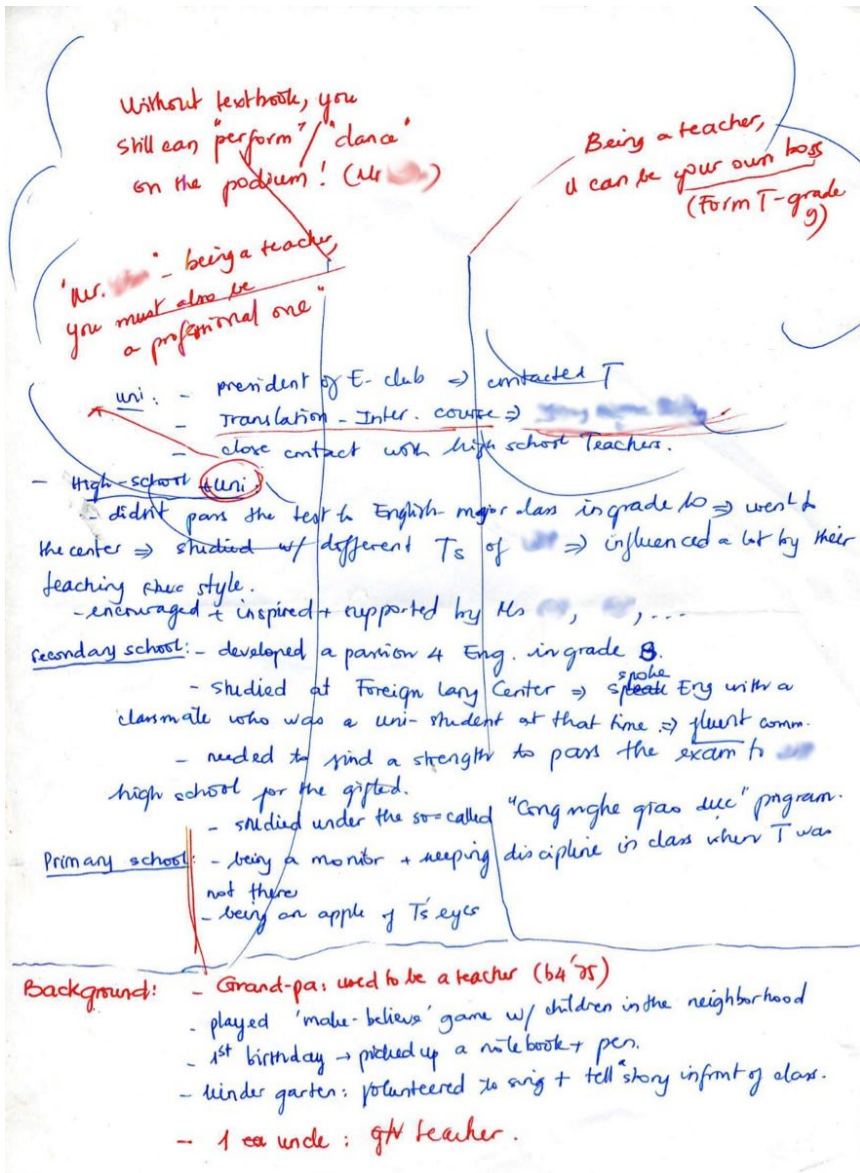 Without textbook, you
still can "perform"/"dance"
on the podium! (Mr
Being a teacher,
u can be your own boss
(Form T-grade
9)
"Mr. " - being a teacher,
you must also be
a professional one"
uni: - president of E-club => contacted T
- Translation - Inter. course =>
- close contact with high school Teachers.
- High-school + uni
- didn't pass the test to English-major class in grade 10 => went to
the center => studied w/ different Ts of => influenced a lot by their
teaching style.
- encouraged + inspired + supported by Ms , , ...
Secondary school: - developed a passion 4 Eng. in grade 8.
- studied at Foreign Lang Center => spoke Eng with a
classmate who was a uni-student at that time => fluent comm.
- needed to find a strength to pass the exam to
high school for the gifted.
- studied under the so-called "Cong nghe giao duc" program.
Primary school: - being a monitor + keeping discipline in class when T was
not there
- being an apple of T's eyes
Background: - Grand-pa: used to be a teacher (b4 '75)
- played 'make-believe' game w/ children in the neighborhood
- 1st birthday → picked up a notebook + pen.
- kinder garten: volunteered to sing + tell story infront of class.
- 1 uncle: teacher.